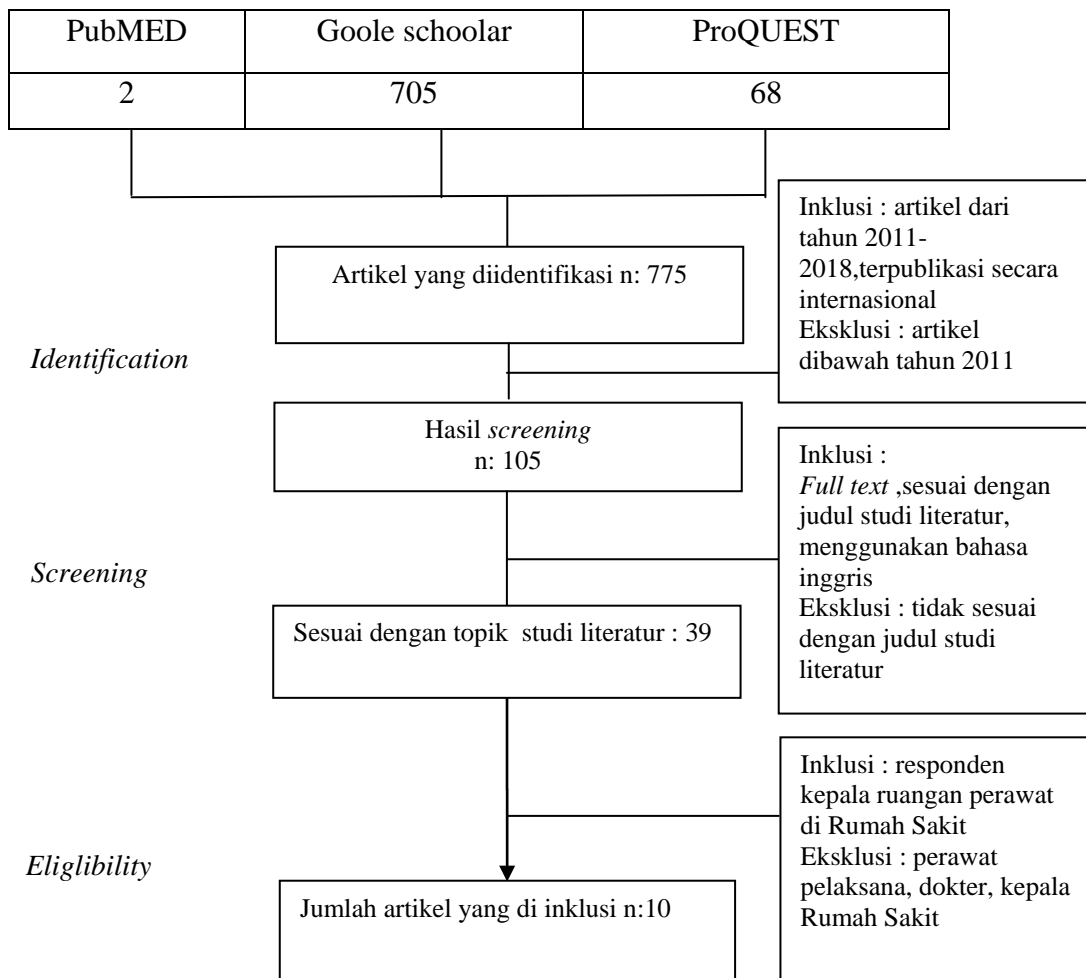 PubMED Goole schoolar ProQUEST
2 705 68
Artikel yang diidentifikasi n: 775
Inklusi : artikel dari
tahun 2011-
2018,terpublikasi secara
internasional
Eksklusi : artikel
dibawah tahun 2011
Identification
Hasil screening
n: 105
Inklusi :
Full text ,sesuai dengan
judul studi literatur,
menggunakan bahasa
inggris
Eksklusi : tidak sesuai
dengan judul studi
literatur
Screening
Sesuai dengan topik  studi literatur : 39
Inklusi : responden
kepala ruangan perawat
di Rumah Sakit
Eksklusi : perawat
pelaksana, dokter, kepala
Rumah Sakit
Eliglibility
Jumlah artikel yang di inklusi n:10